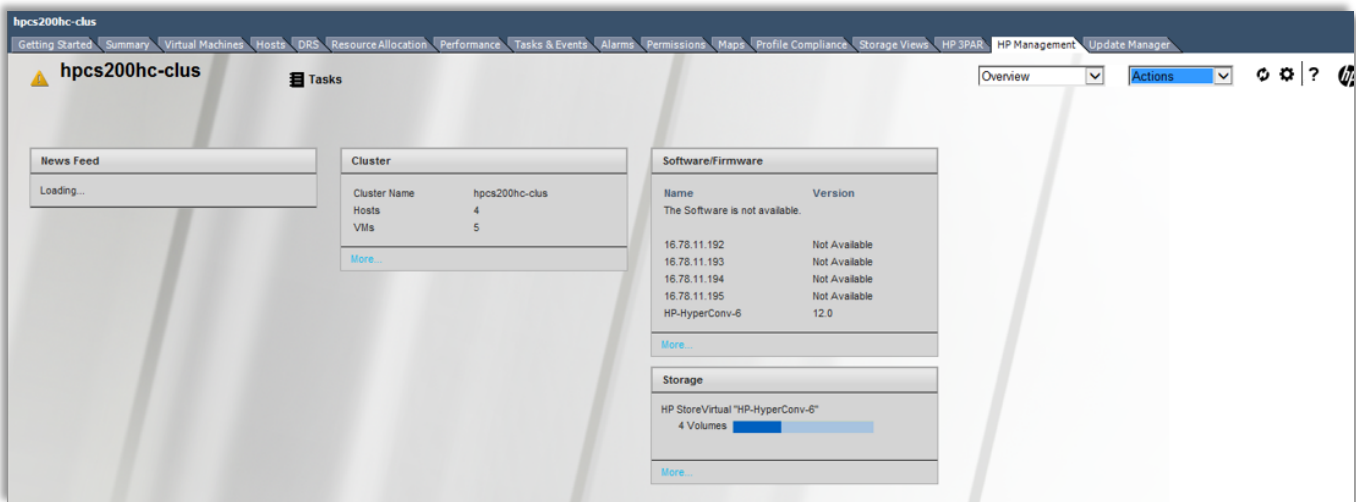 hpcs200hc-clus
Getting Started Summary Virtual Machines Hosts DRS Resource Allocation Performance Tasks & Events Alarms Permissions Maps Profile Compliance Storage Views HP 3PAR HP Management Update Manager
hpcs200hc-clus
Tasks
Overview
Actions
?
hp
News Feed
Loading...
Cluster
Cluster Name hpcs200hc-clus
Hosts 4
VMs 5
More...
Software/Firmware
Name Version
The Software is not available.
16.78.11.192 Not Available
16.78.11.193 Not Available
16.78.11.194 Not Available
16.78.11.195 Not Available
HP-HyperConv-6 12.0
More...
Storage
HP StoreVirtual "HP-HyperConv-6"
4 Volumes
More...